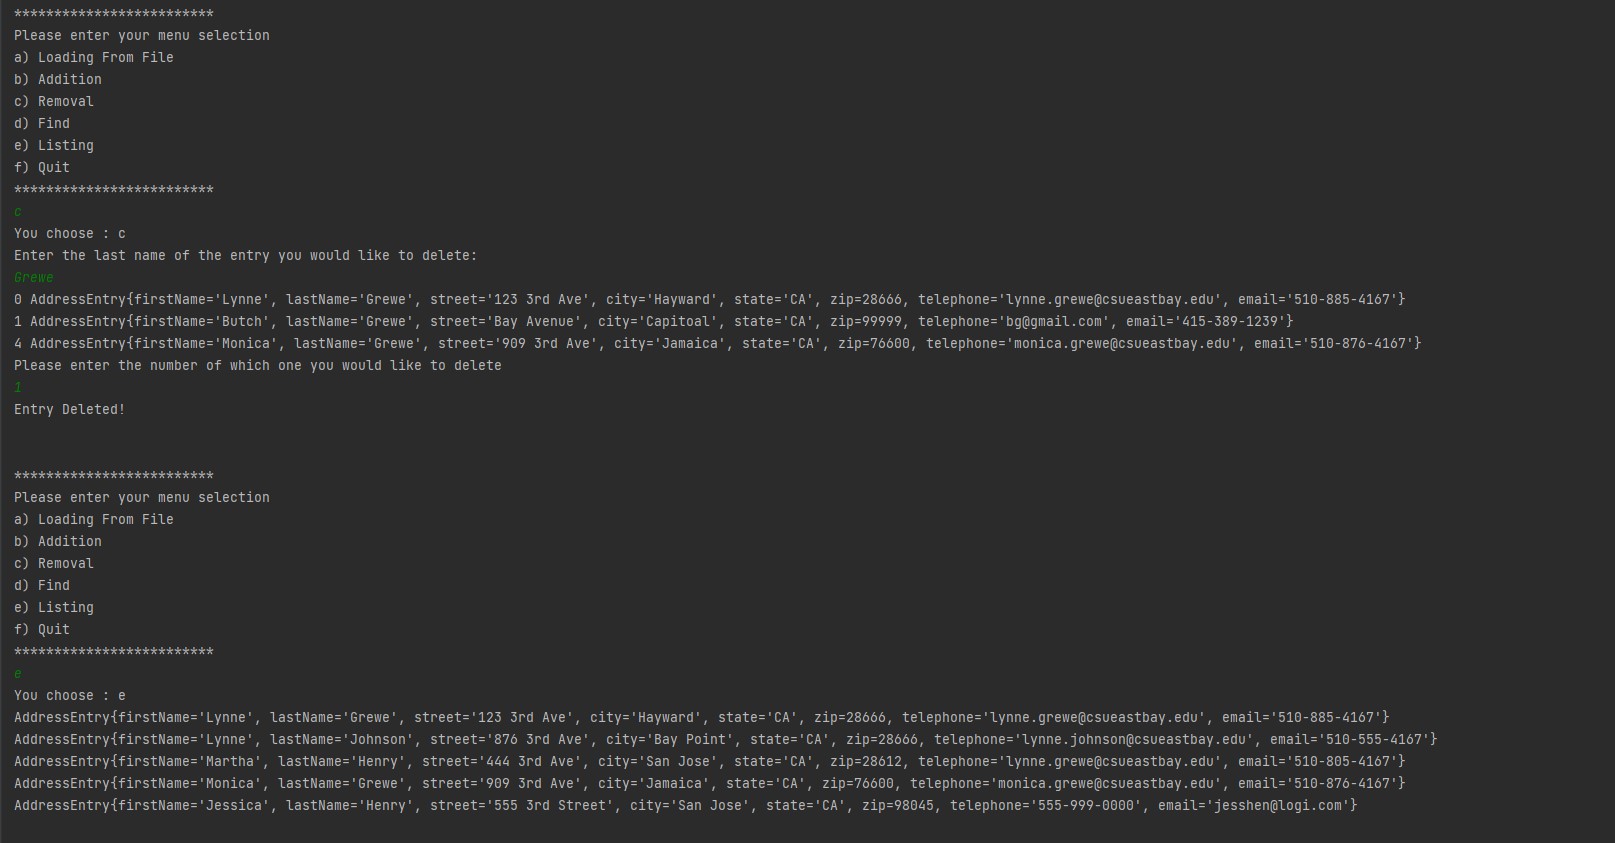 *************************
Please enter your menu selection
a) Loading From File
b) Addition
c) Removal
d) Find
e) Listing
f) Quit
*************************
c
You choose : c
Enter the last name of the entry you would like to delete:
Grewe
0 AddressEntry{firstName='Lynne', lastName='Grewe', street='123 3rd Ave', city='Hayward', state='CA', zip=28666, telephone='lynne.grewe@csueastbay.edu', email='510-885-4167'}
1 AddressEntry{firstName='Butch', lastName='Grewe', street='Bay Avenue', city='Capitoal', state='CA', zip=99999, telephone='bg@gmail.com', email='415-389-1239'}
4 AddressEntry{firstName='Monica', lastName='Grewe', street='909 3rd Ave', city='Jamaica', state='CA', zip=76600, telephone='monica.grewe@csueastbay.edu', email='510-876-4167'}
Please enter the number of which one you would like to delete
1
Entry Deleted!
*************************
Please enter your menu selection
a) Loading From File
b) Addition
c) Removal
d) Find
e) Listing
f) Quit
*************************
e
You choose : e
AddressEntry{firstName='Lynne', lastName='Grewe', street='123 3rd Ave', city='Hayward', state='CA', zip=28666, telephone='lynne.grewe@csueastbay.edu', email='510-885-4167'}
AddressEntry{firstName='Lynne', lastName='Johnson', street='876 3rd Ave', city='Bay Point', state='CA', zip=28666, telephone='lynne.johnson@csueastbay.edu', email='510-555-4167'}
AddressEntry{firstName='Martha', lastName='Henry', street='444 3rd Ave', city='San Jose', state='CA', zip=28612, telephone='lynne.grewe@csueastbay.edu', email='510-805-4167'}
AddressEntry{firstName='Monica', lastName='Grewe', street='909 3rd Ave', city='Jamaica', state='CA', zip=76600, telephone='monica.grewe@csueastbay.edu', email='510-876-4167'}
AddressEntry{firstName='Jessica', lastName='Henry', street='555 3rd Street', city='San Jose', state='CA', zip=98045, telephone='555-999-0000', email='jesshen@logi.com'}